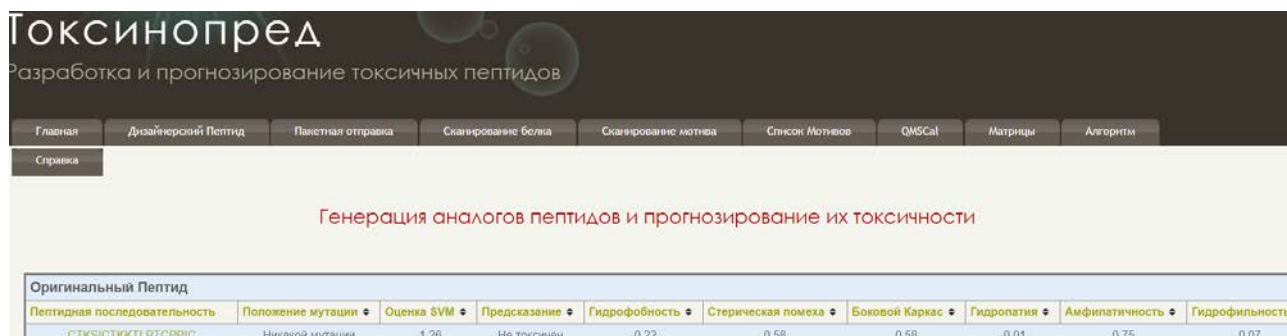 Токсинопред
Разработка и прогнозирование токсичных пептидов
Главная Дизайнерский Пептид Пакетная отправка Сканирование белка Сканирование мотива Список Мотивов QMSCal Матрицы Алгоритм
Справка
Генерация аналогов пептидов и прогнозирование их токсичности
Оригинальный Пептид
Пептидная последовательность Положение мутации Оценка SVM Предсказание Гидрофобность Стерическая помеха Боковой Каркас Гидропатия Амфипатичность Гидрофильность
Никакой мутации -1.26 Не токсичен -0.22 0.58 0.58 -0.01 0.75 0.07